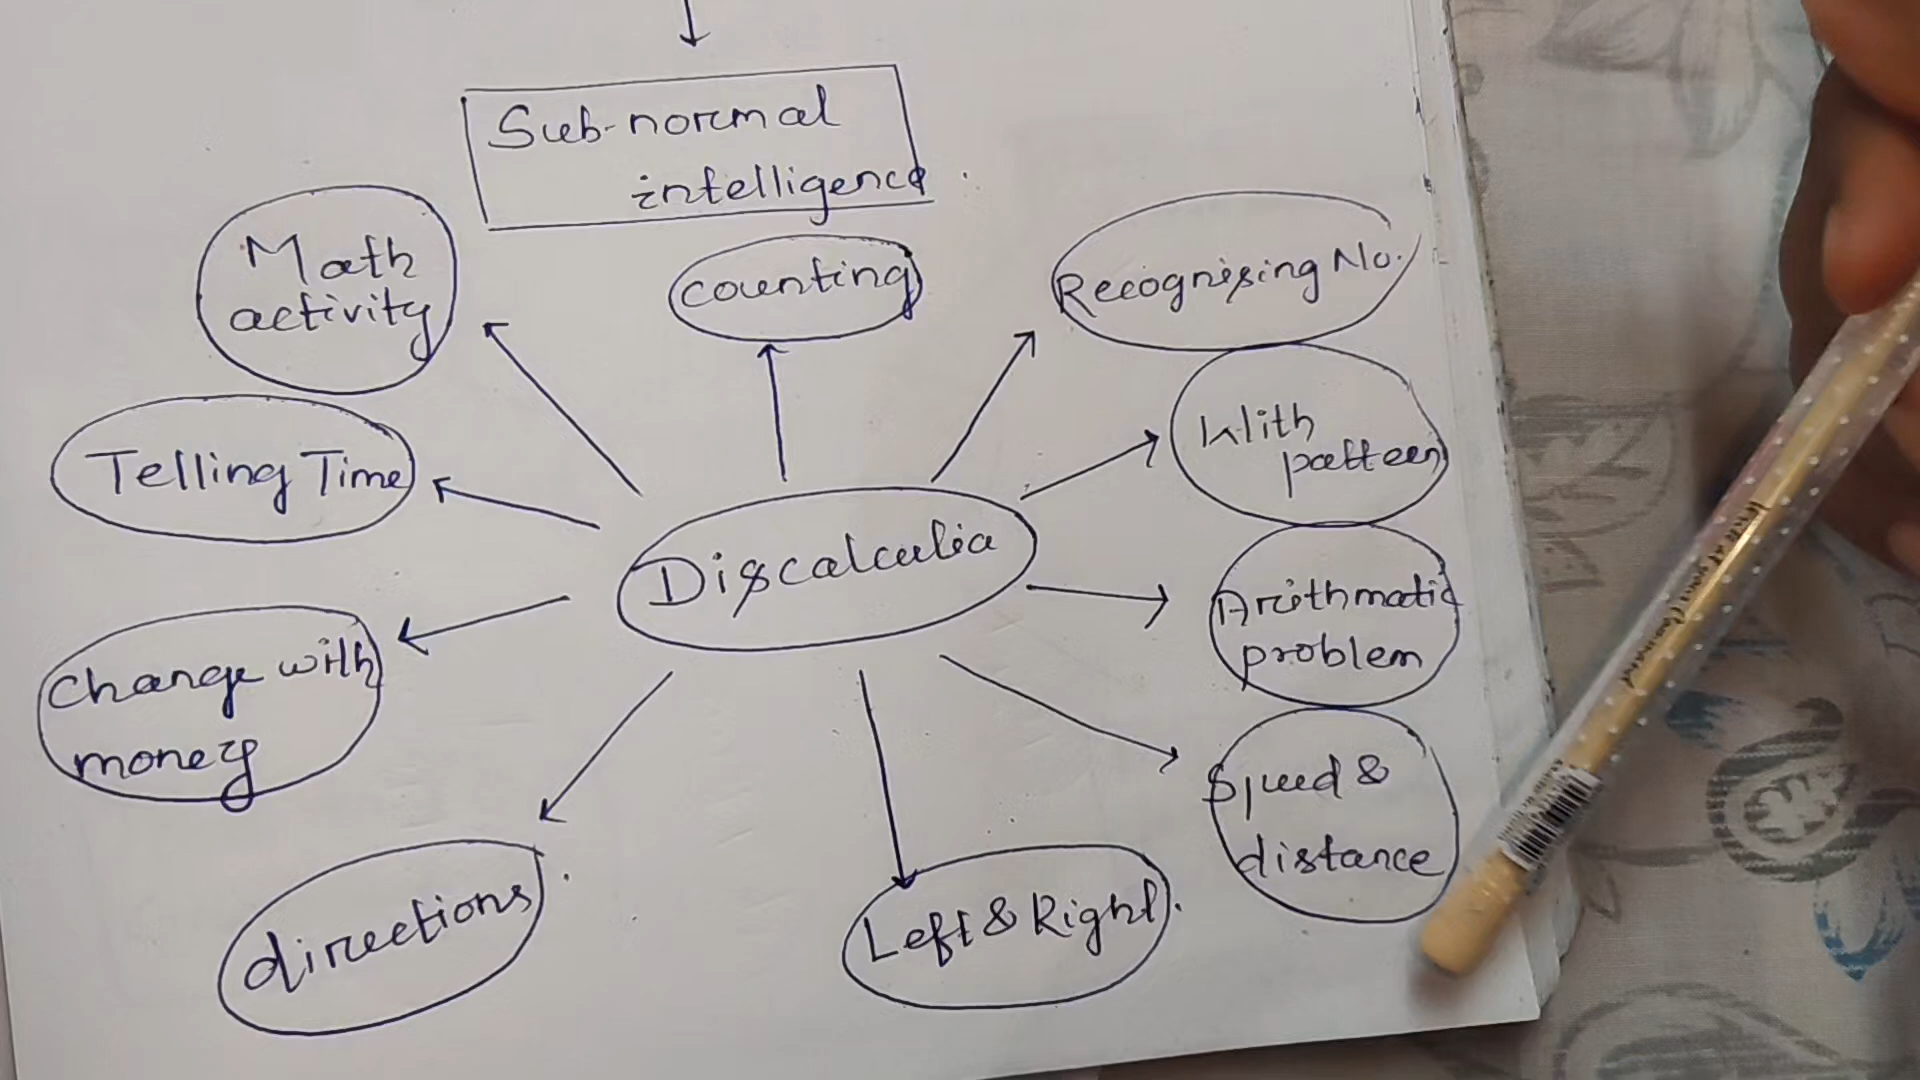 Sub-normal
intelligence
Math
activity
counting
Recognising No.
With
patteen
Telling Time
Discalculia
Arithmatic
problem
Change with
money
Speed &
distance
directions
Left & Right.